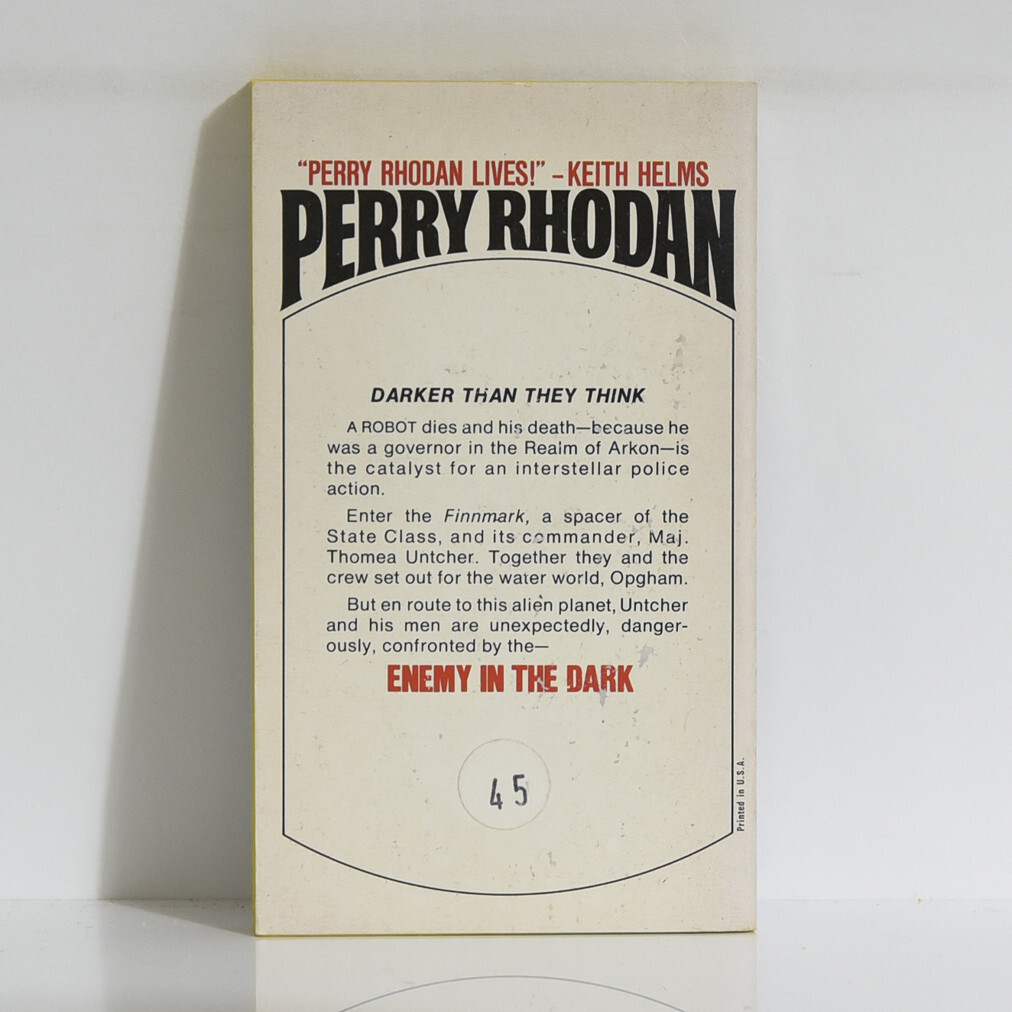 “PERRY RHODAN LIVES!” – KEITH HELMS
PERRY RHODAN
DARKER THAN THEY THINK
A ROBOT dies and his death—because he
was a governor in the Realm of Arkon—is
the catalyst for an interstellar police
action.
Enter the Finnmark, a spacer of the
State Class, and its commander, Maj.
Thomea Untcher. Together they and the
crew set out for the water world, Opgham.
But en route to this alien planet, Untcher
and his men are unexpectedly, danger-
ously, confronted by the—
ENEMY IN THE DARK
45
Printed in U.S.A.